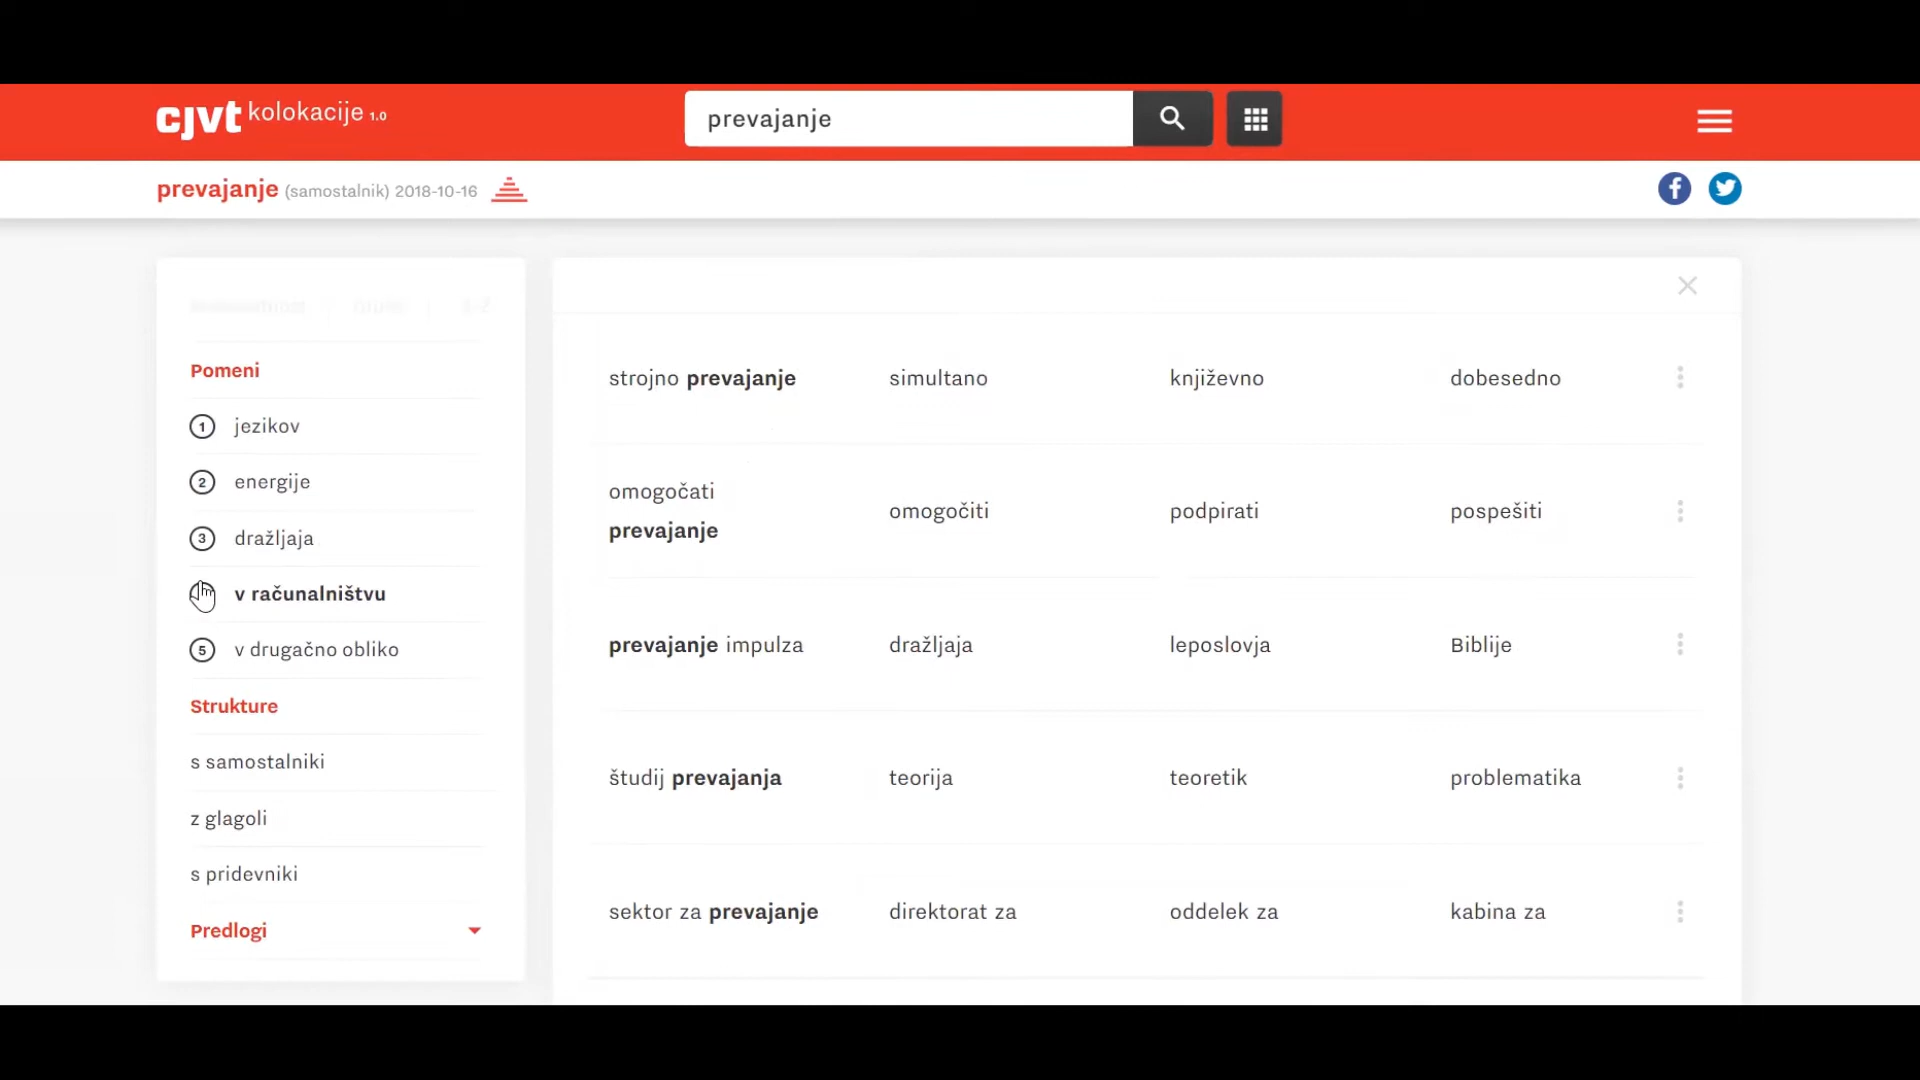 cjvt kolokacije 1.0
prevajanje
prevajanje (samostalnik) 2018-10-16
Pomeni
1 jezikov
2 energije
3 dražljaja
v računalništvu
5 v drugačno obliko
Strukture
s samostalniki
z glagoli
s pridevniki
Predlogi
strojno prevajanje simultano književno dobesedno
omogočati
prevajanje omogočiti podpirati pospešiti
prevajanje impulza dražljaja leposlovja Biblije
študij prevajanja teorija teoretik problematika
sektor za prevajanje direktorat za oddelek za kabina za